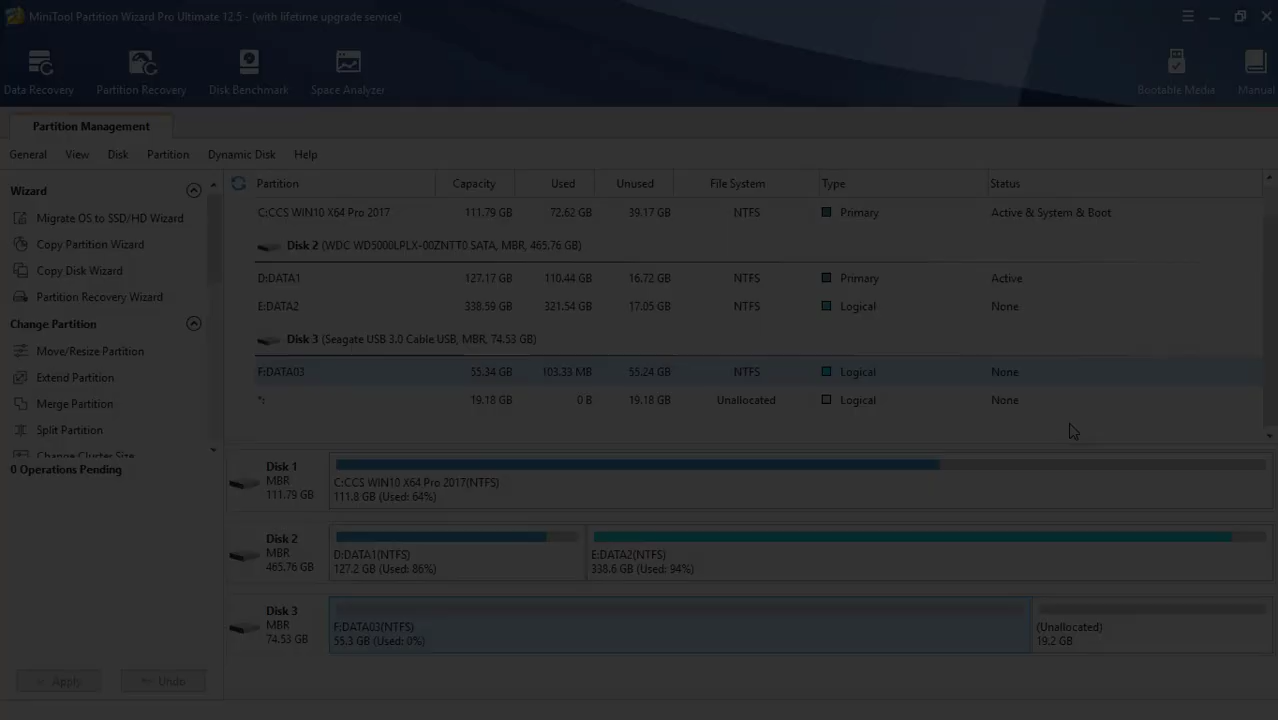 MiniTool Partition Wizard Pro Ultimate 12.5 - (with lifetime upgrade service)
Data Recovery Partition Recovery Disk Benchmark Space Analyzer Bootable Media Manual
Partition Management
General View Disk Partition Dynamic Disk Help
Wizard
Migrate OS to SSD/HD Wizard
Copy Partition Wizard
Copy Disk Wizard
Partition Recovery Wizard
Change Partition
Move/Resize Partition
Extend Partition
Merge Partition
Split Partition
Change Cluster Size
0 Operations Pending
Apply Undo
Partition Capacity Used Unused File System Type Status
C:CCS WIN10 X64 Pro 2017 111.79 GB 72.62 GB 39.17 GB NTFS Primary Active & System & Boot
Disk 2 (WDC WD5000LPLX-00ZNTT0 SATA, MBR, 465.76 GB)
D:DATA1 127.17 GB 110.44 GB 16.72 GB NTFS Primary Active
E:DATA2 338.59 GB 321.54 GB 17.05 GB NTFS Logical None
Disk 3 (Seagate USB 3.0 Cable USB, MBR, 74.53 GB)
F:DATA03 55.34 GB 103.33 MB 55.24 GB NTFS Logical None
*: 19.18 GB 0 B 19.18 GB Unallocated Logical None
Disk 1
MBR
111.79 GB
C:CCS WIN10 X64 Pro 2017(NTFS)
111.8 GB (Used: 64%)
Disk 2
MBR
465.76 GB
D:DATA1(NTFS)
127.2 GB (Used: 86%)
E:DATA2(NTFS)
338.6 GB (Used: 94%)
Disk 3
MBR
74.53 GB
F:DATA03(NTFS)
55.3 GB (Used: 0%)
(Unallocated)
19.2 GB